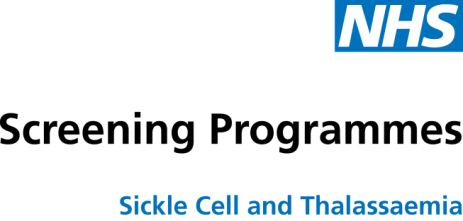 NHS
Screening Programmes
Sickle Cell and Thalassaemia